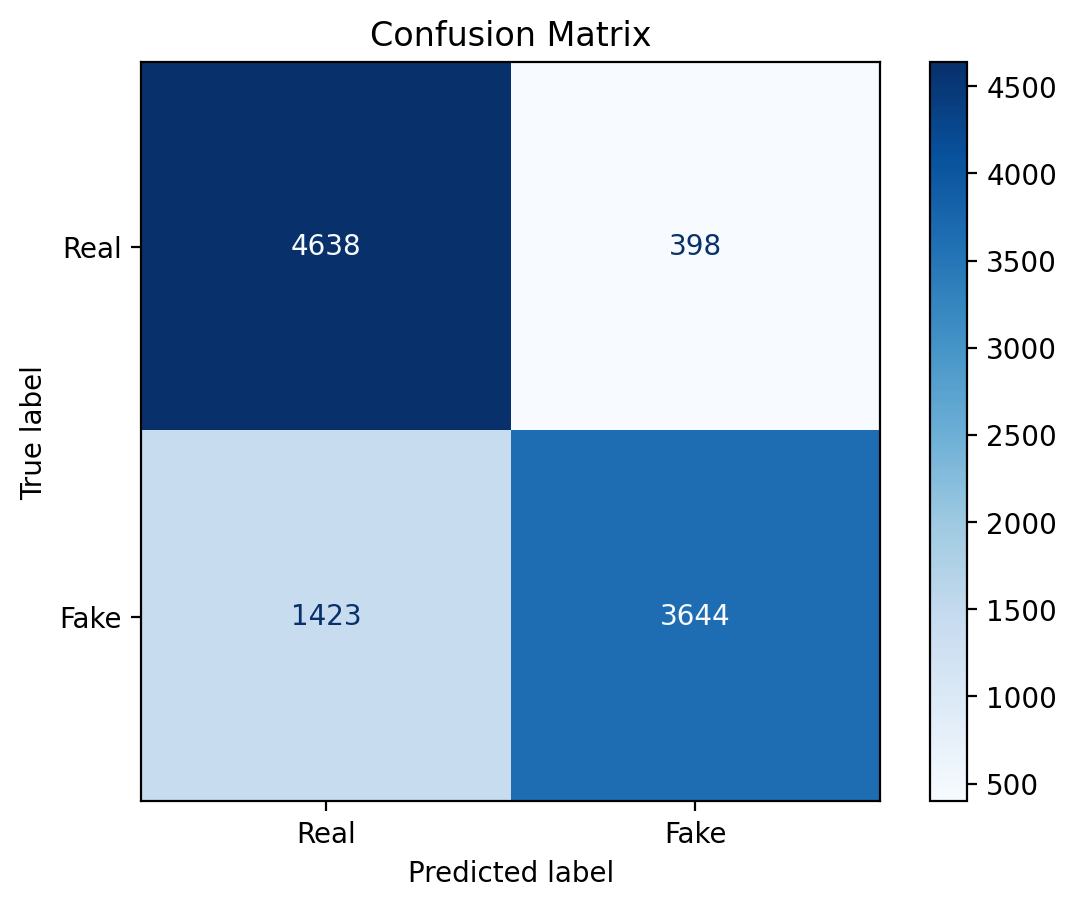 Confusion Matrix
True label
Real
Fake
4638
398
1423
3644
Real
Fake
Predicted label
4500
4000
3500
3000
2500
2000
1500
1000
500